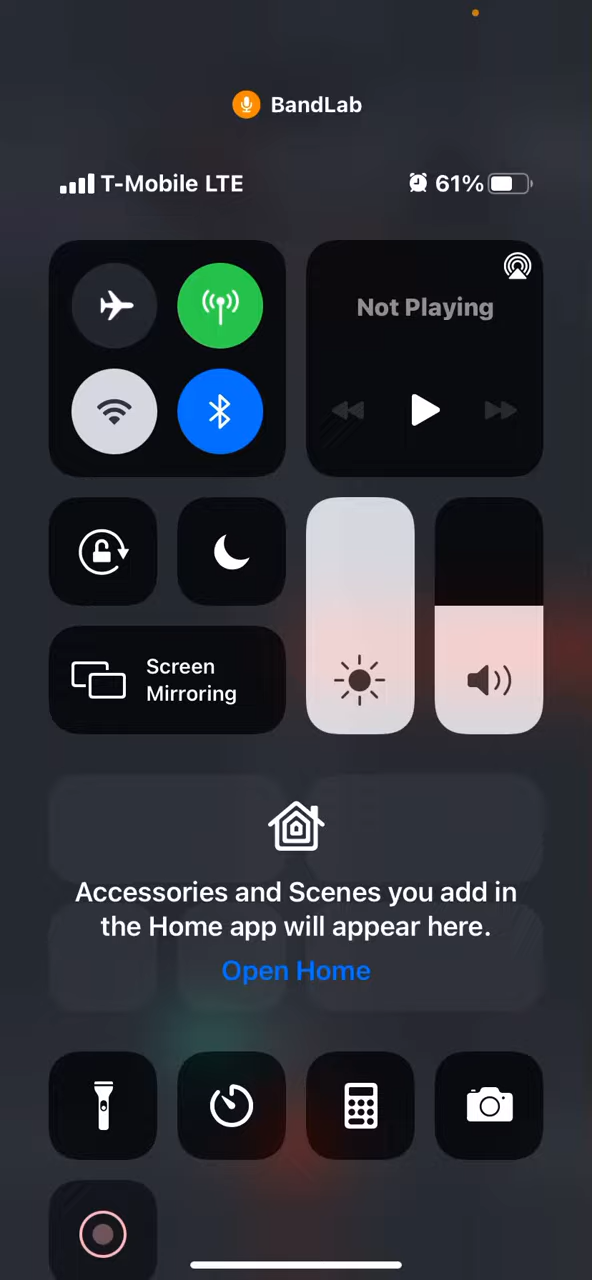 BandLab
T-Mobile LTE
61%
Not Playing
Screen
Mirroring
Accessories and Scenes you add in
the Home app will appear here.
Open Home